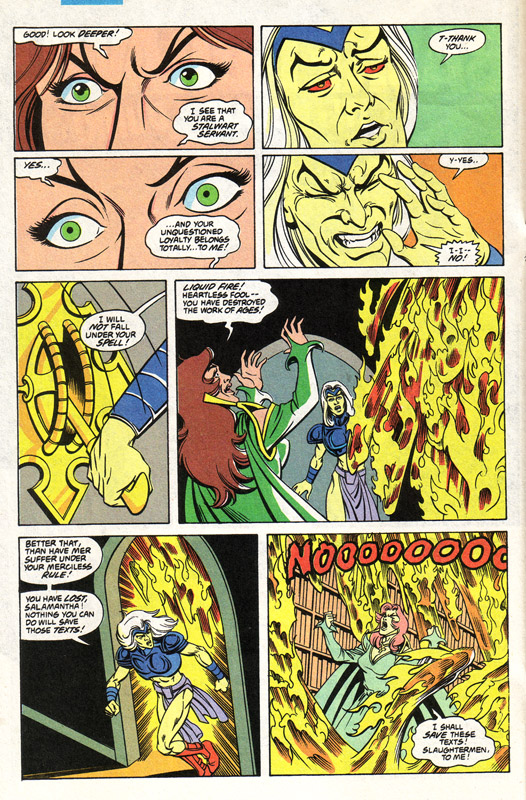 GOOD! LOOK DEEPER!
I SEE THAT
YOU ARE A
STALWART
SERVANT.
T-THANK
YOU...
YES...
...AND YOUR
UNQUESTIONED
LOYALTY BELONGS
TOTALLY...TO ME!
Y-YES..
I-I--
NO!
I WILL
NOT FALL
UNDER YOUR
SPELL!
LIQUID FIRE!
HEARTLESS FOOL--
YOU HAVE DESTROYED
THE WORK OF AGES!
BETTER THAT,
THAN HAVE MER
SUFFER UNDER
YOUR MERCILESS
RULE!
YOU HAVE LOST,
SALAMANTHA!
NOTHING YOU CAN
DO WILL SAVE
THOSE TEXTS!
NOOOOOOOO
I SHALL
SAVE THESE
TEXTS!
SLAUGHTERMEN,
TO ME!